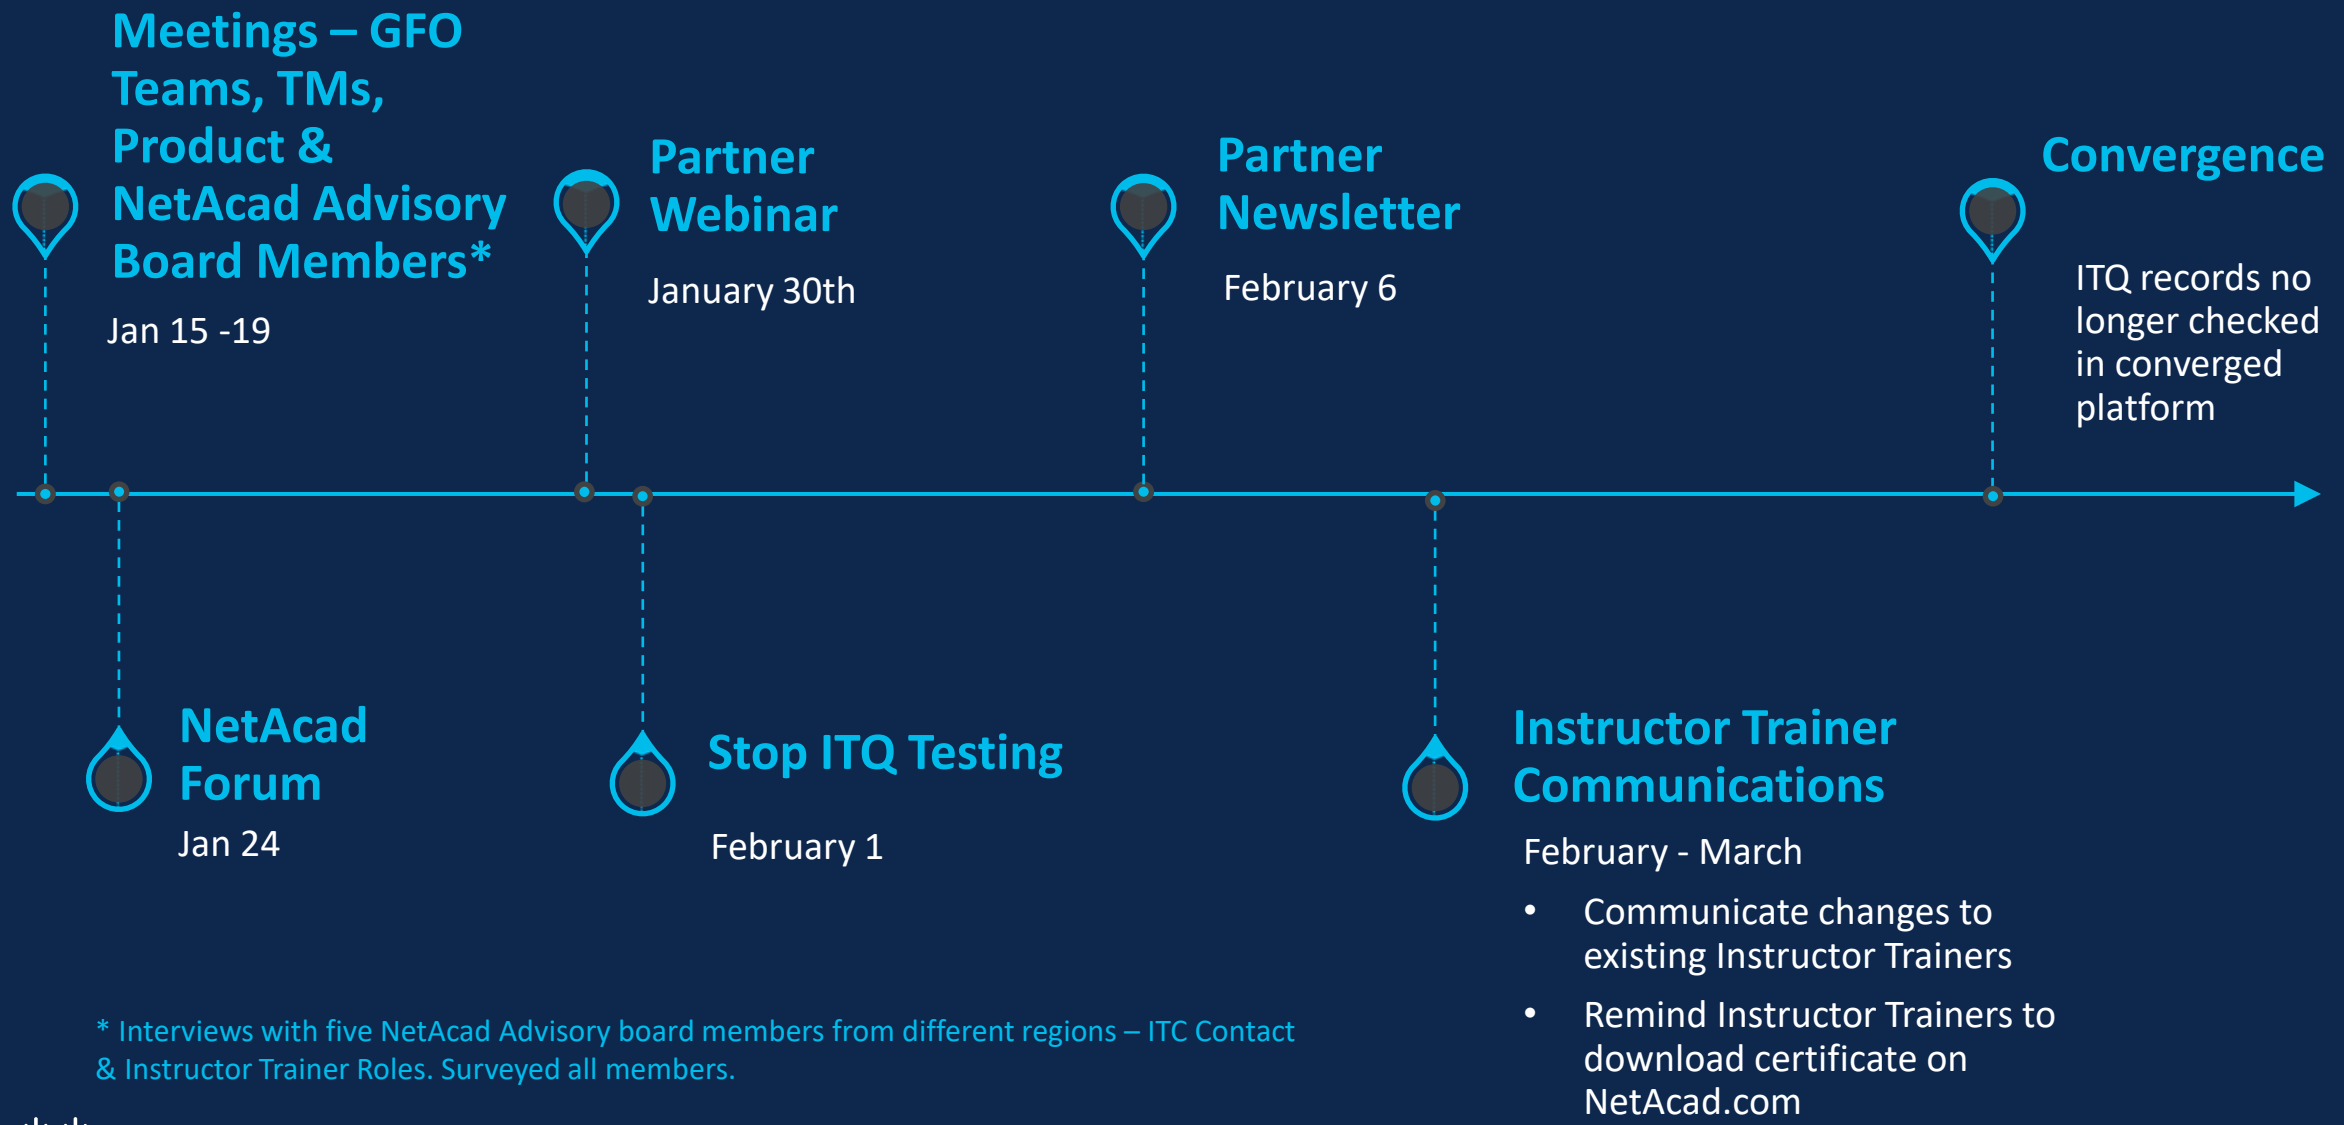 Meetings – GFO
Teams, TMs,
Product &
NetAcad Advisory
Board Members*
Jan 15 -19
Partner
Webinar
January 30th
Partner
Newsletter
February 6
Convergence
ITQ records no
longer checked
in converged
platform
NetAcad
Forum
Jan 24
Stop ITQ Testing
February 1
Instructor Trainer
Communications
February - March
• Communicate changes to
existing Instructor Trainers
• Remind Instructor Trainers to
download certificate on
NetAcad.com
* Interviews with five NetAcad Advisory board members from different regions – ITC Contact
& Instructor Trainer Roles. Surveyed all members.